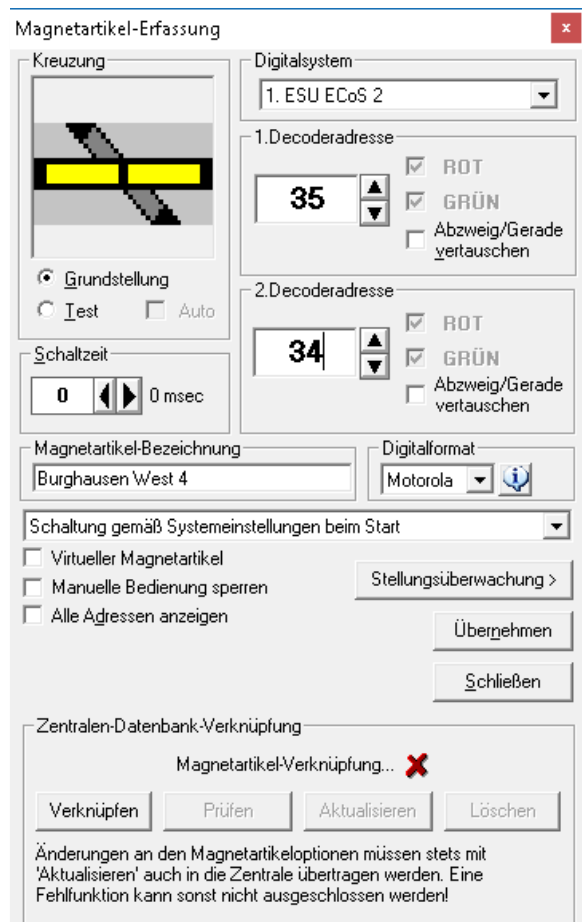 Magnetartikel-Erfassung
x
Kreuzung
Grundstellung
Test
Auto
Schaltzeit
0
0 msec
Digitalsystem
1. ESU ECoS 2
1.Decoderadresse
35
ROT
GRÜN
Abzweig/Gerade
vertauschen
2.Decoderadresse
34
ROT
GRÜN
Abzweig/Gerade
vertauschen
Magnetartikel-Bezeichnung
Burghausen West 4
Digitalformat
Motorola
i
Schaltung gemäß Systemeinstellungen beim Start
Virtueller Magnetartikel
Manuelle Bedienung sperren
Alle Adressen anzeigen
Stellungsüberwachung >
Übernehmen
Schließen
Zentralen-Datenbank-Verknüpfung
Magnetartikel-Verknüpfung...
Verknüpfen
Prüfen
Aktualisieren
Löschen
Änderungen an den Magnetartikeloptionen müssen stets mit
'Aktualisieren' auch in die Zentrale übertragen werden. Eine
Fehlfunktion kann sonst nicht ausgeschlossen werden!